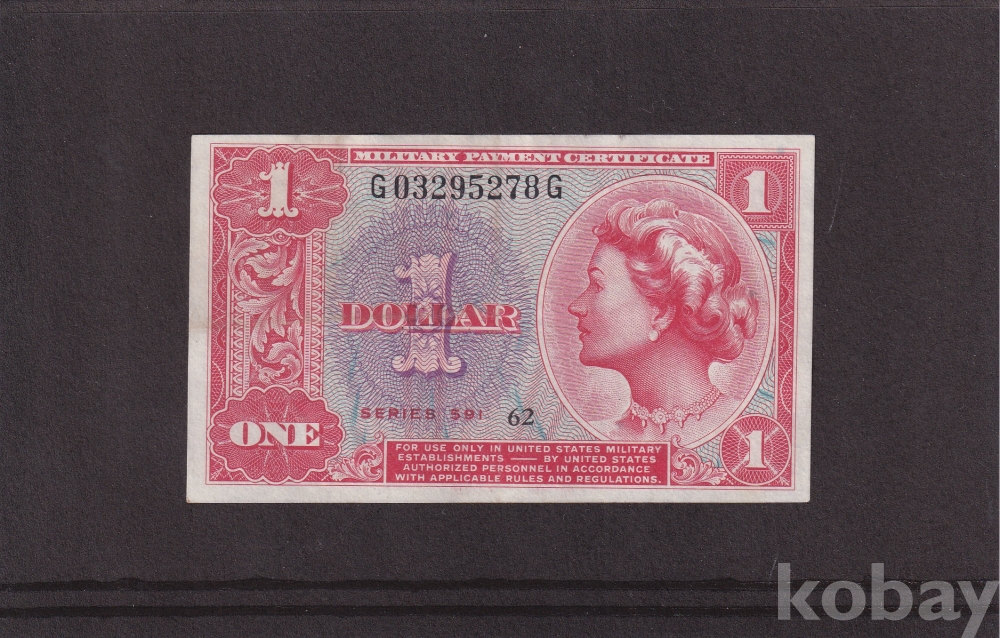 1
MILITARY PAYMENT CERTIFICATE
1
G03295278G
1
DOLLAR
SERIES 591
62
ONE
FOR USE ONLY IN UNITED STATES MILITARY
ESTABLISHMENTS — BY UNITED STATES
AUTHORIZED PERSONNEL IN ACCORDANCE
WITH APPLICABLE RULES AND REGULATIONS.
1
kobay